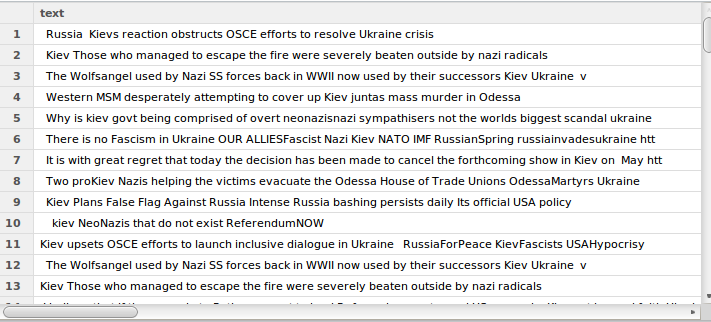 text
1 Russia Kievs reaction obstructs OSCE efforts to resolve Ukraine crisis
2 Kiev Those who managed to escape the fire were severely beaten outside by nazi radicals
3 The Wolfsangel used by Nazi SS forces back in WWII now used by their successors Kiev Ukraine v
4 Western MSM desperately attempting to cover up Kiev juntas mass murder in Odessa
5 Why is kiev govt being comprised of overt neonazisnazi sympathisers not the worlds biggest scandal ukraine
6 There is no Fascism in Ukraine OUR ALLIESFascist Nazi Kiev NATO IMF RussianSpring russiainvadesukraine htt
7 It is with great regret that today the decision has been made to cancel the forthcoming show in Kiev on May htt
8 Two proKiev Nazis helping the victims evacuate the Odessa House of Trade Unions OdessaMartyrs Ukraine
9 Kiev Plans False Flag Against Russia Intense Russia bashing persists daily Its official USA policy
10 kiev NeoNazis that do not exist ReferendumNOW
11 Kiev upsets OSCE efforts to launch inclusive dialogue in Ukraine RussiaForPeace KievFascists USAHypocrisy
12 The Wolfsangel used by Nazi SS forces back in WWII now used by their successors Kiev Ukraine v
13 Kiev Those who managed to escape the fire were severely beaten outside by nazi radicals